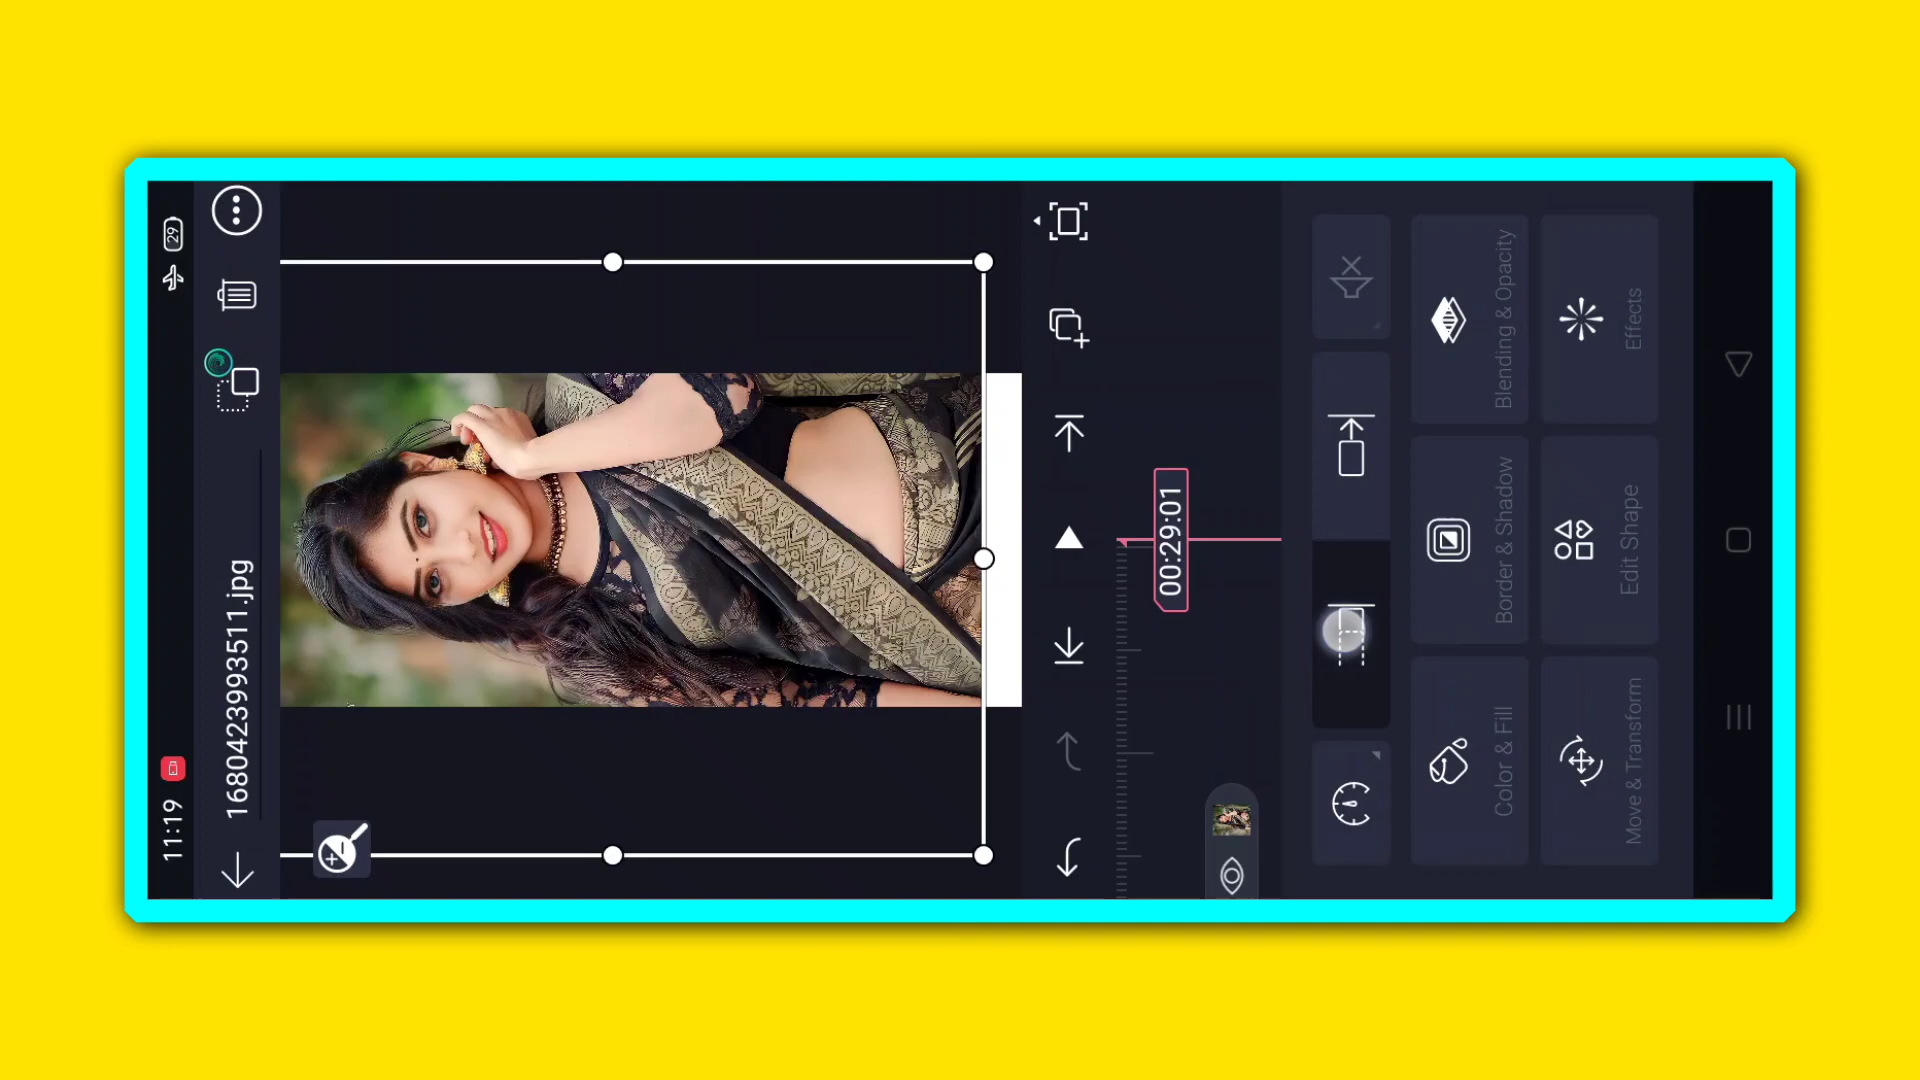 11:19
29
1680423993511.jpg
00:29:01
Color & Fill
Border & Shadow
Blending & Opacity
Move & Transform
Edit Shape
Effects